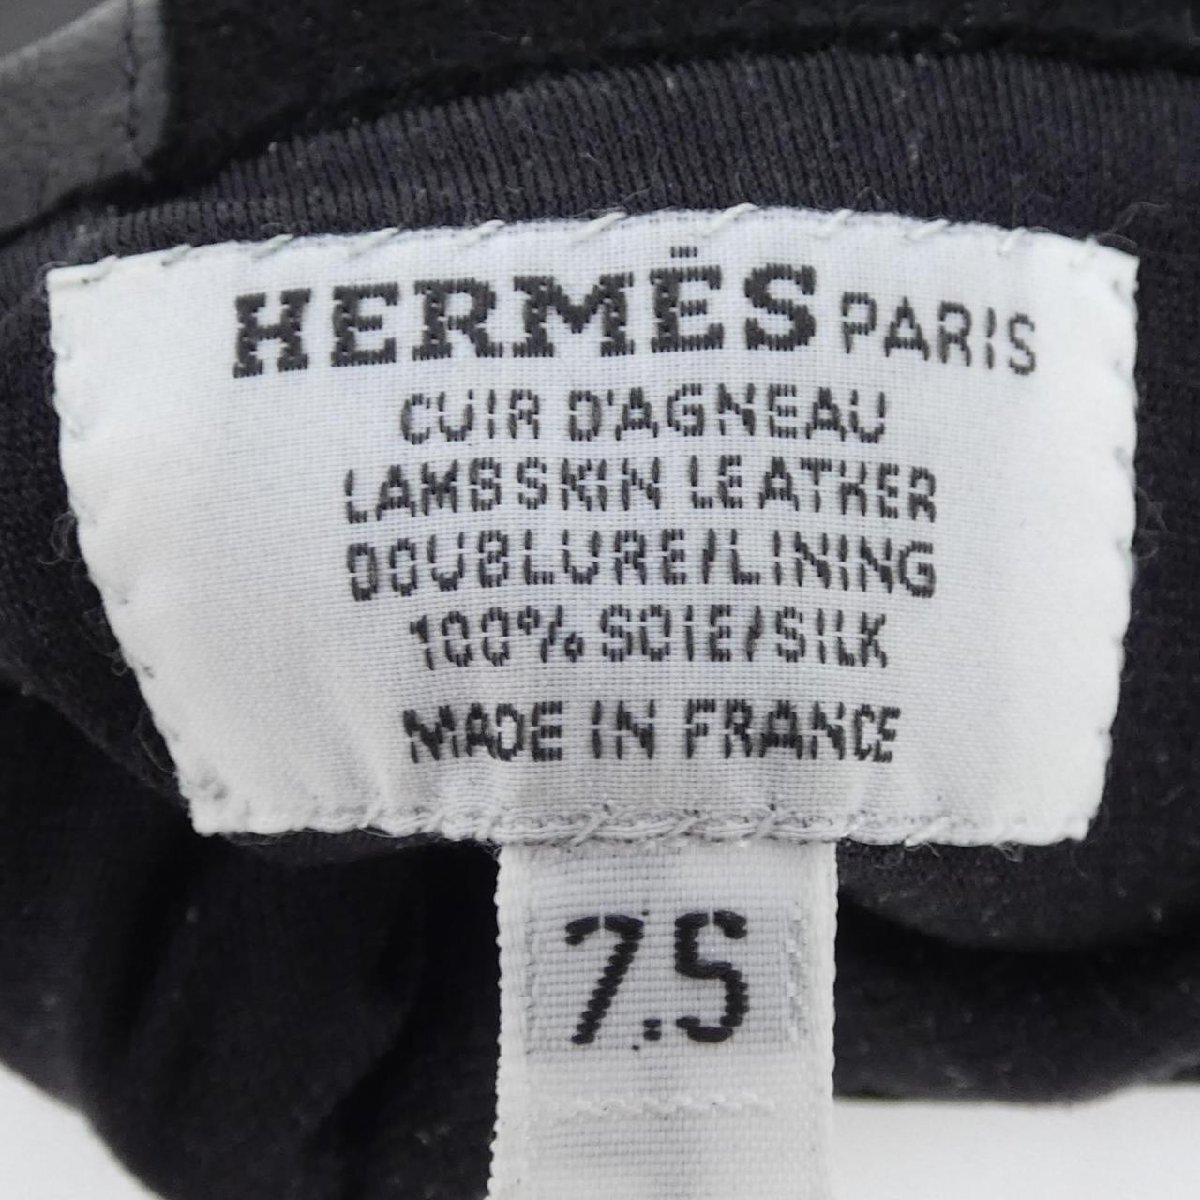 HERMÈS PARIS
CUIR D'AGNEAU
LAMBSKIN LEATHER
DOUBLURE/LINING
100% SOIE/SILK
MADE IN FRANCE
7.5